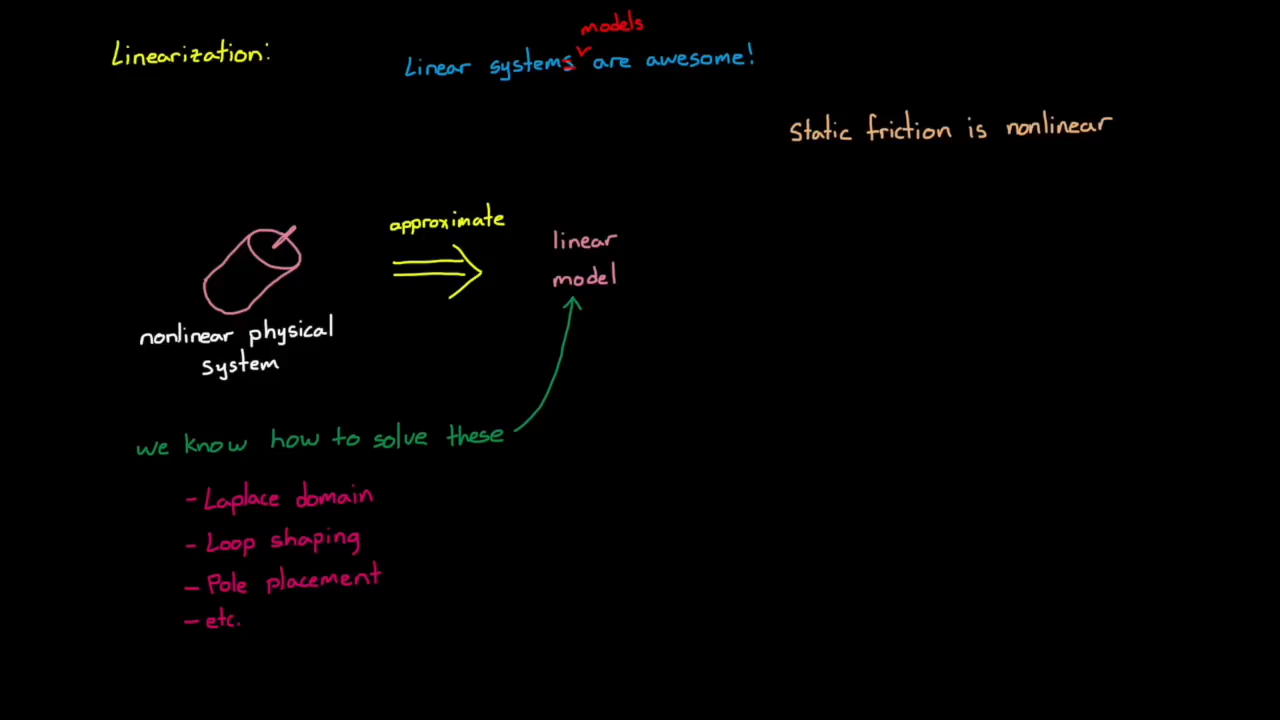 Linearization:
models
Linear systems are awesome!
Static friction is nonlinear
approximate
linear
model
nonlinear physical
system
we know how to solve these
- Laplace domain
- Loop shaping
- Pole placement
- etc.